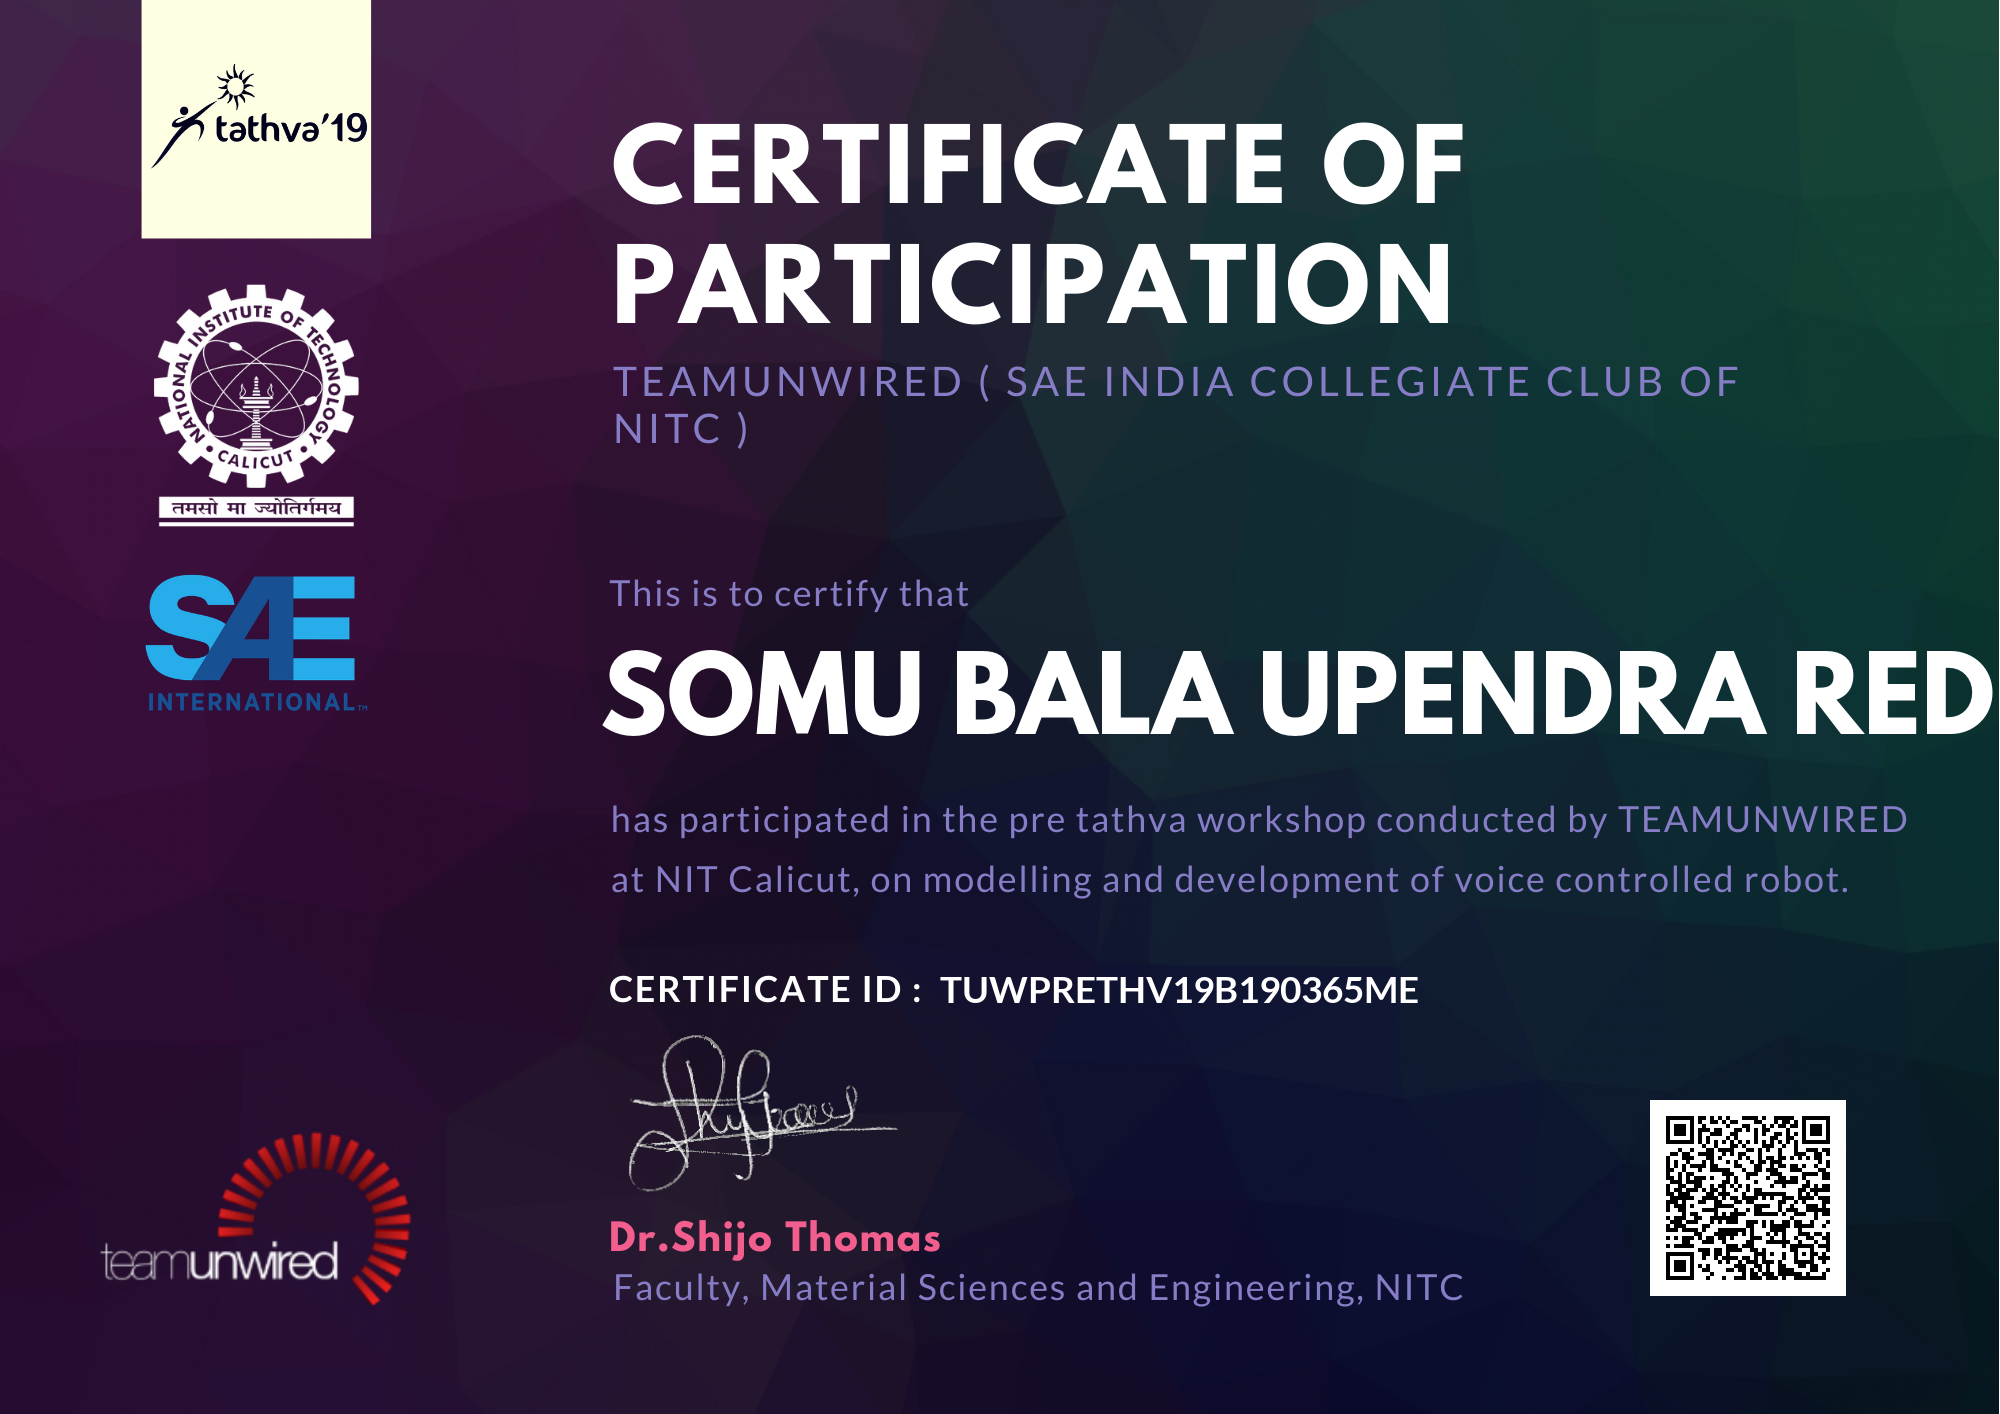 tathva'19
NATIONAL INSTITUTE OF TECHNOLOGY
• CALICUT •
तमसो मा ज्योतिर्गमय
SAE
INTERNATIONAL™
CERTIFICATE OF
PARTICIPATION
TEAMUNWIRED ( SAE INDIA COLLEGIATE CLUB OF
NITC )
This is to certify that
SOMU BALA UPENDRA RED
has participated in the pre tathva workshop conducted by TEAMUNWIRED
at NIT Calicut, on modelling and development of voice controlled robot.
CERTIFICATE ID : TUWPRETHV19B190365ME
Dr.Shijo Thomas
Faculty, Material Sciences and Engineering, NITC
teamunwired